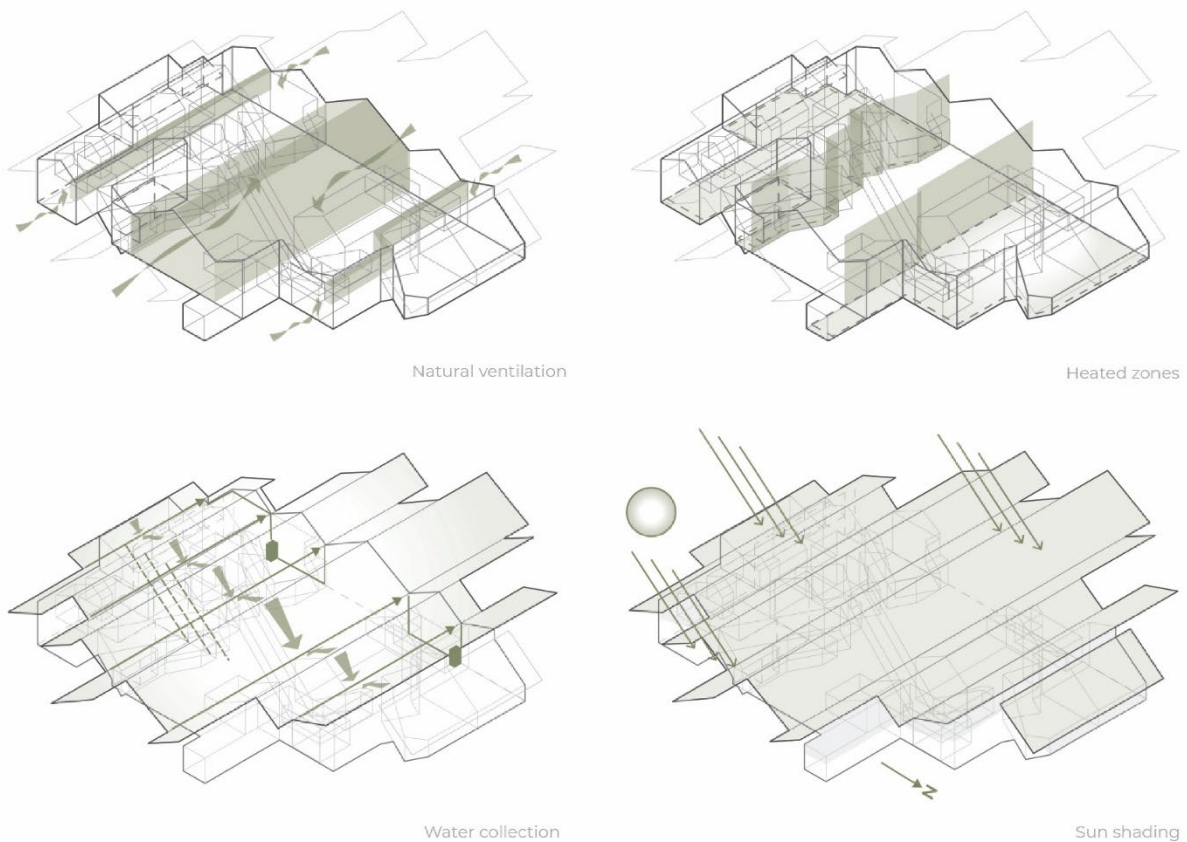 Natural ventilation
Heated zones
Water collection
N
Sun shading